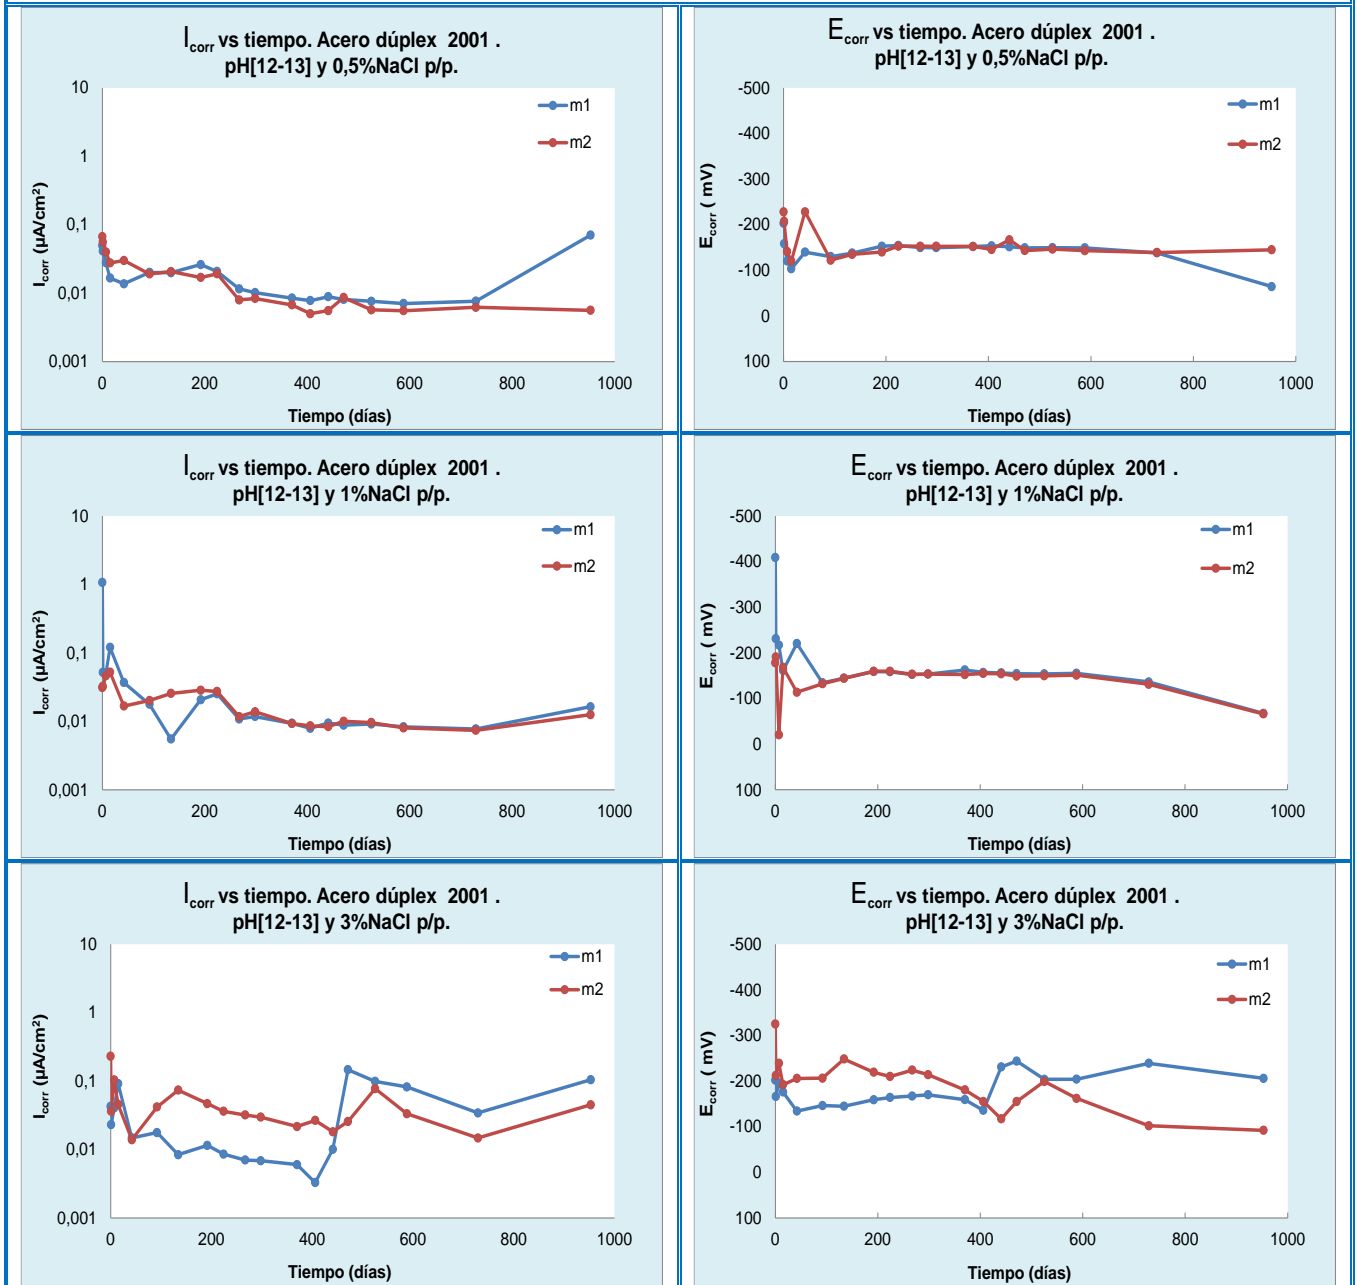 Icorr vs tiempo. Acero dúplex 2001 .
pH[12-13] y 0,5%NaCl p/p.
10
1
0,1
0,01
0,001
Icorr (µA/cm²)
m1
m2
0 200 400 600 800 1000
Tiempo (días)
Ecorr vs tiempo. Acero dúplex 2001 .
pH[12-13] y 0,5%NaCl p/p.
-500
-400
-300
-200
-100
0
100
Ecorr ( mV)
m1
m2
0 200 400 600 800 1000
Tiempo (días)
Icorr vs tiempo. Acero dúplex 2001 .
pH[12-13] y 1%NaCl p/p.
10
1
0,1
0,01
0,001
Icorr (µA/cm²)
m1
m2
0 200 400 600 800 1000
Tiempo (días)
Ecorr vs tiempo. Acero dúplex 2001 .
pH[12-13] y 1%NaCl p/p.
-500
-400
-300
-200
-100
0
100
Ecorr ( mV)
m1
m2
0 200 400 600 800 1000
Tiempo (días)
Icorr vs tiempo. Acero dúplex 2001 .
pH[12-13] y 3%NaCl p/p.
10
1
0,1
0,01
0,001
Icorr (µA/cm²)
m1
m2
0 200 400 600 800 1000
Tiempo (días)
Ecorr vs tiempo. Acero dúplex 2001 .
pH[12-13] y 3%NaCl p/p.
-500
-400
-300
-200
-100
0
100
Ecorr ( mV)
m1
m2
0 200 400 600 800 1000
Tiempo (días)